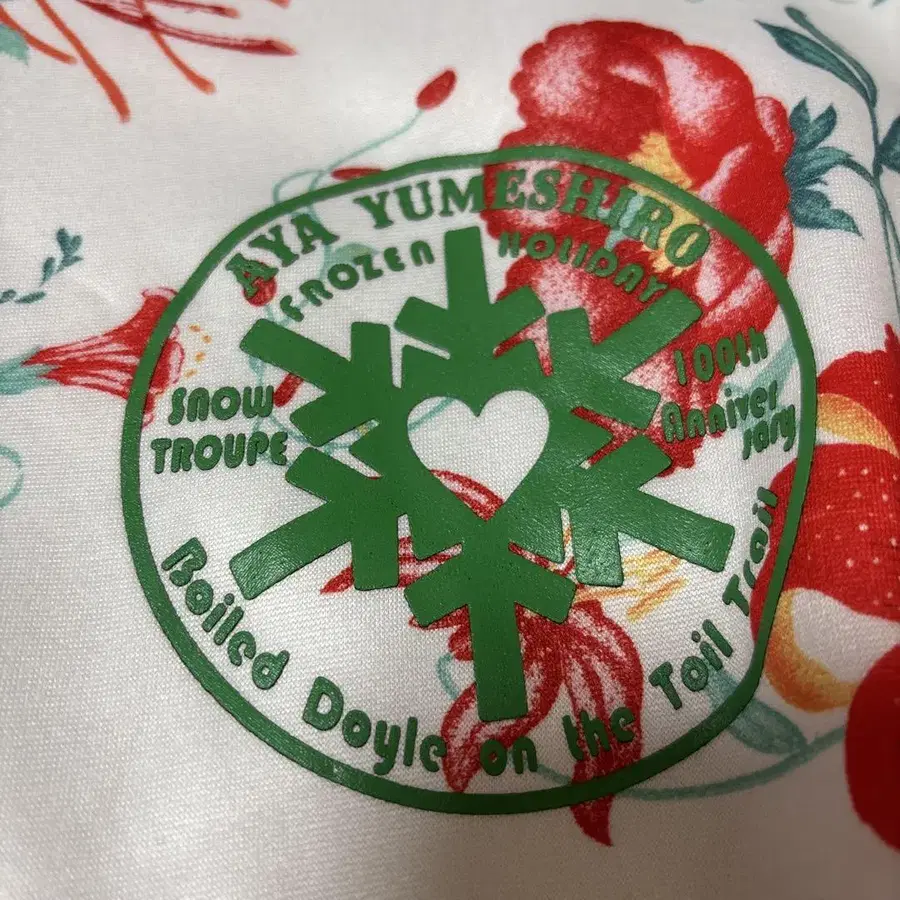 AYA YUMESHIRO
FROZEN HOLIDAY
SNOW
TROUPE
100th
Anniver
sary
Boiled Doyle on the Toil Trail